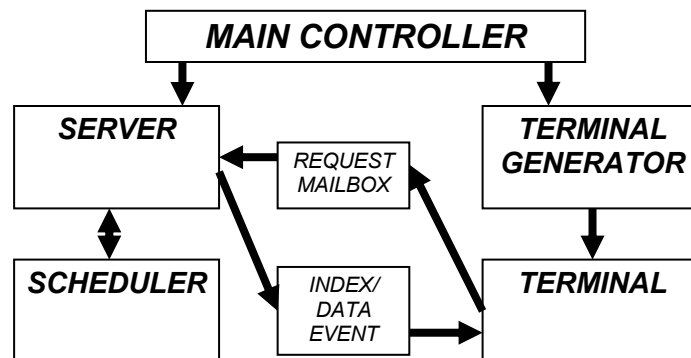 MAIN CONTROLLER
SERVER
TERMINAL
GENERATOR
REQUEST
MAILBOX
SCHEDULER
INDEX/
DATA
EVENT
TERMINAL